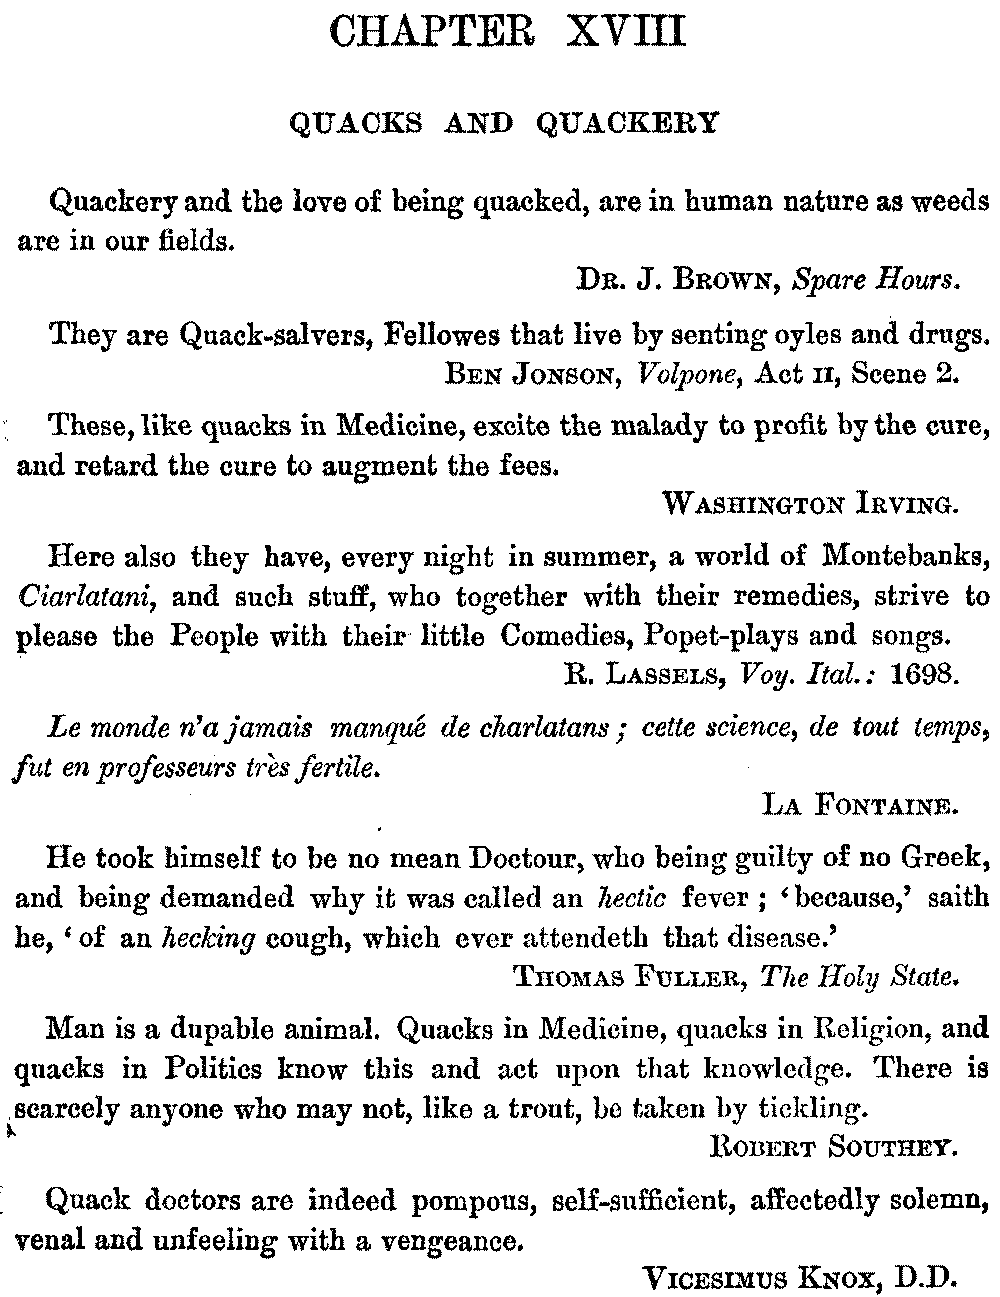 CHAPTER XVIII
QUACKS AND QUACKERY
Quackery and the love of being quacked, are in human nature as weeds
are in our fields.
DR. J. BROWN, Spare Hours.
They are Quack-salvers, Fellowes that live by senting oyles and drugs.
BEN JONSON, Volpone, Act II, Scene 2.
These, like quacks in Medicine, excite the malady to profit by the cure,
and retard the cure to augment the fees.
WASHINGTON IRVING.
Here also they have, every night in summer, a world of Montebanks,
Ciarlatani, and such stuff, who together with their remedies, strive to
please the People with their little Comedies, Popet-plays and songs.
R. LASSELS, Voy. Ital.: 1698.
Le monde n'a jamais manqué de charlatans; cette science, de tout temps,
fut en professeurs très fertile.
LA FONTAINE.
He took himself to be no mean Doctour, who being guilty of no Greek,
and being demanded why it was called an hectic fever; 'because,' saith
he, 'of an hecking cough, which ever attendeth that disease.'
THOMAS FULLER, The Holy State.
Man is a dupable animal. Quacks in Medicine, quacks in Religion, and
quacks in Politics know this and act upon that knowledge. There is
scarcely anyone who may not, like a trout, be taken by tickling.
ROBERT SOUTHEY.
Quack doctors are indeed pompous, self-sufficient, affectedly solemn,
venal and unfeeling with a vengeance.
VICESIMUS KNOX, D.D.